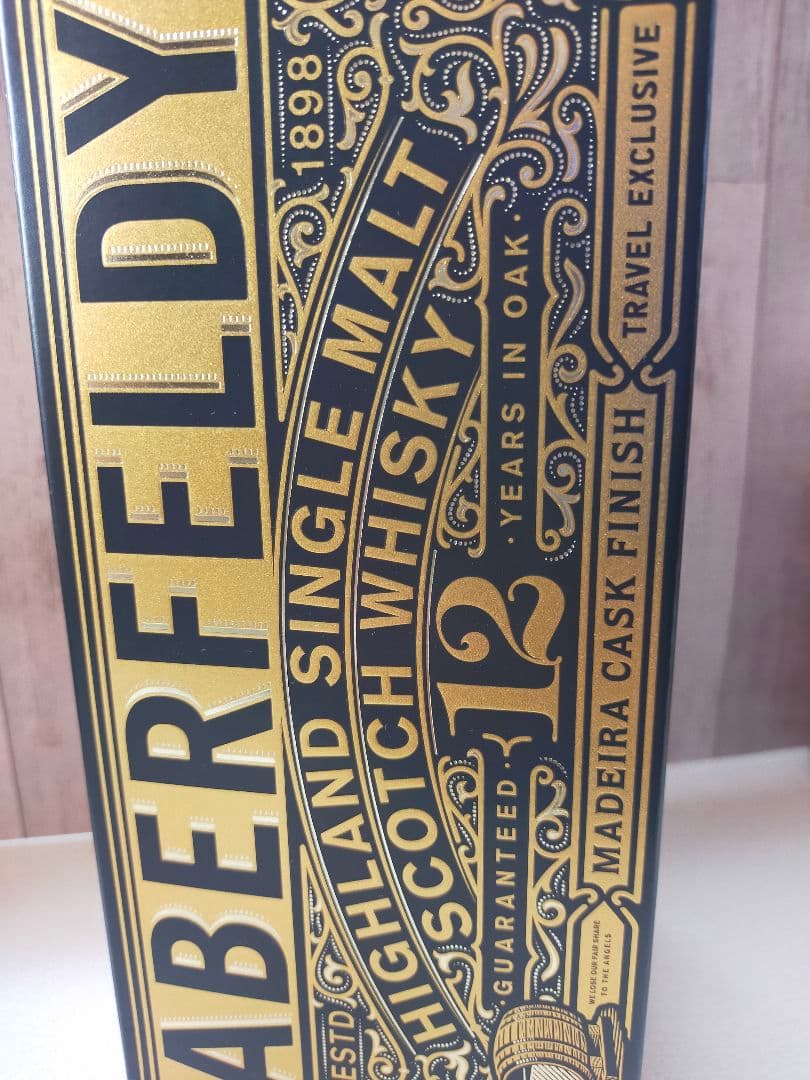 ABERFELDY
ESTD 1898
HIGHLAND SINGLE MALT
SCOTCH WHISKY
GUARANTEED 12 · YEARS IN OAK ·
WE LOSE OUR FAIR SHARE
TO THE ANGELS
MADEIRA CASK FINISH
TRAVEL EXCLUSIVE